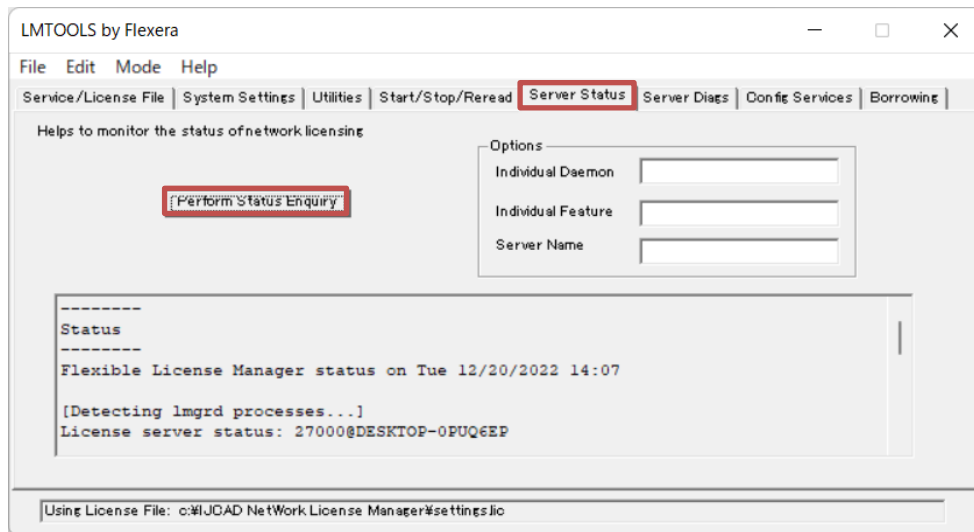 LMTOOLS by Flexera
File Edit Mode Help
Service/License File System Settings Utilities Start/Stop/Reread Server Status Server Diags Config Services Borrowing
Helps to monitor the status of network licensing
Options
Individual Daemon
Perform Status Enquiry
Individual Feature
Server Name
--------
Status
--------
Flexible License Manager status on Tue 12/20/2022 14:07
[Detecting lmgrd processes...]
License server status: 27000@DESKTOP-0PUQ6EP
Using License File: c:¥IJCAD NetWork License Manager¥settings.lic